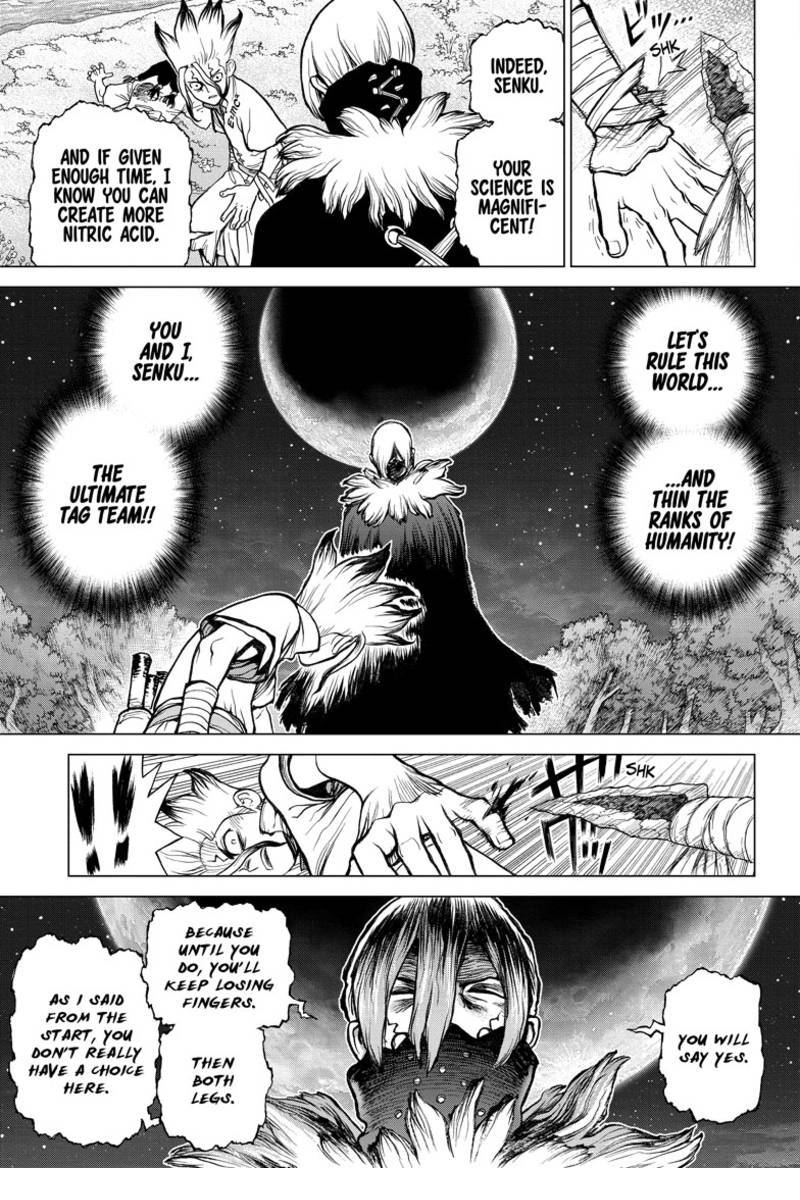 ビッ…
SHK
INDEED,
SENKU.
YOUR
SCIENCE IS
MAGNIFI-
CENT!
AND IF GIVEN
ENOUGH TIME, I
KNOW YOU CAN
CREATE MORE
NITRIC ACID.
LET'S
RULE THIS
WORLD...
...AND
THIN THE
RANKS OF
HUMANITY!
YOU
AND I,
SENKU...
THE
ULTIMATE
TAG TEAM!!
SHK
!!
YOU WILL
SAY YES.
BECAUSE
UNTIL YOU
DO, YOU'LL
KEEP LOSING
FINGERS.
THEN
BOTH
LEGS.
AS I SAID
FROM THE
START, YOU
DON'T REALLY
HAVE A CHOICE
HERE.